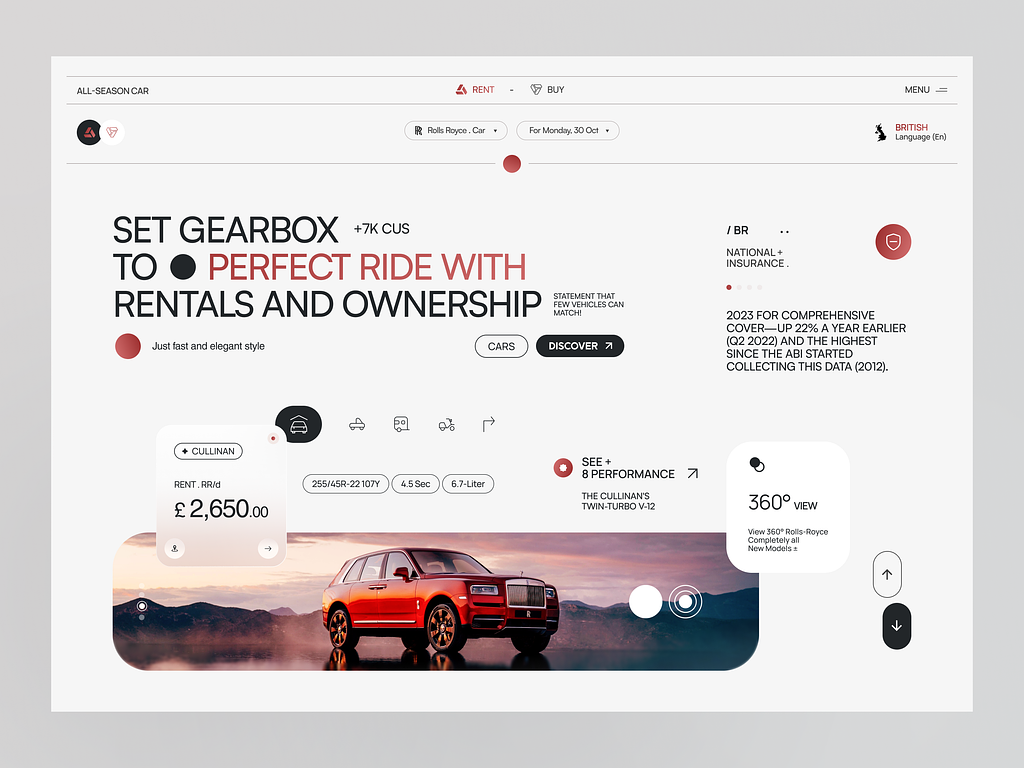 ALL-SEASON CAR
RENT - BUY
MENU
Rolls Royce . Car
For Monday, 30 Oct
BRITISH
Language (En)
SET GEARBOX +7K CUS
TO PERFECT RIDE WITH
RENTALS AND OWNERSHIP
STATEMENT THAT
FEW VEHICLES CAN
MATCH!
Just fast and elegant style
CARS
DISCOVER
/ BR
NATIONAL +
INSURANCE .
2023 FOR COMPREHENSIVE
COVER—UP 22% A YEAR EARLIER
(Q2 2022) AND THE HIGHEST
SINCE THE ABI STARTED
COLLECTING THIS DATA (2012).
CULLINAN
RENT . RR/d
£ 2,650.00
255/45R-22 107Y
4.5 Sec
6.7-Liter
SEE +
8 PERFORMANCE
THE CULLINAN'S
TWIN-TURBO V-12
360° VIEW
View 360° Rolls-Royce
Completely all
New Models ±